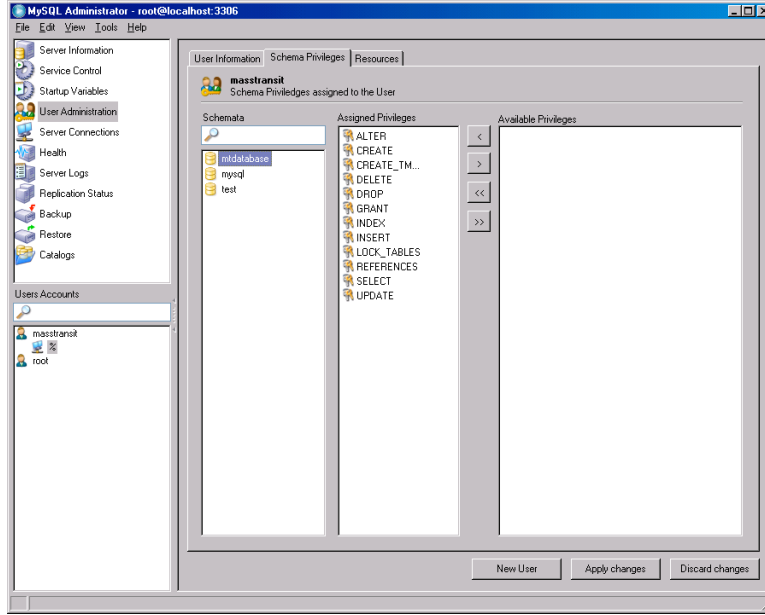 MySQL Administrator - root@localhost:3306
File Edit View Tools Help
Server Information
Service Control
Startup Variables
User Administration
Server Connections
Health
Server Logs
Replication Status
Backup
Restore
Catalogs
Users Accounts
masstransit
%
root
User Information Schema Privileges Resources
masstransit
Schema Priviledges assigned to the User
Schemata
mtdatabase
mysql
test
Assigned Privileges
ALTER
CREATE
CREATE_TM...
DELETE
DROP
GRANT
INDEX
INSERT
LOCK_TABLES
REFERENCES
SELECT
UPDATE
<
>
<<
>>
Available Privileges
New User Apply changes Discard changes